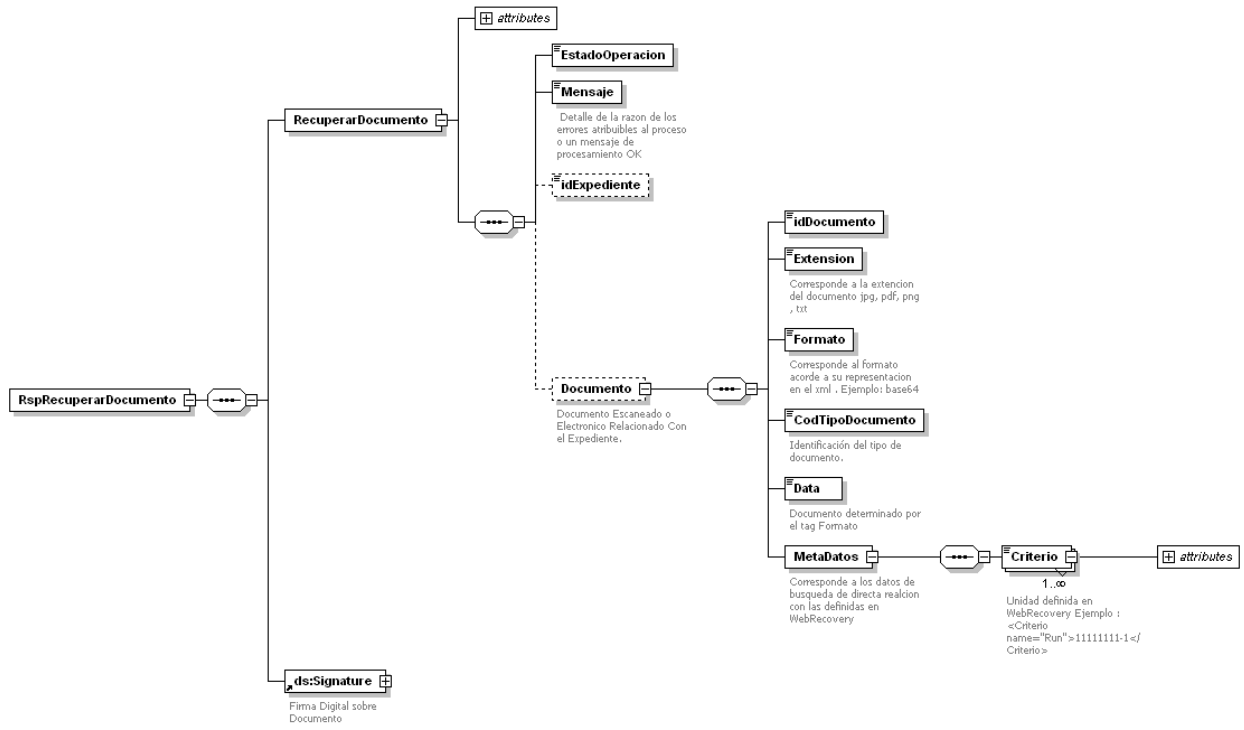 attributes
EstadoOperacion
Mensaje
Detalle de la razon de los
errores atribuibles al proceso
o un mensaje de
procesamiento OK
RecuperarDocumento
idExpediente
idDocumento
Extension
Corresponde a la extencion
del documento jpg, pdf, png
, txt
Formato
Corresponde al formato
acorde a su representacion
en el xml . Ejemplo: base64
RspRecuperarDocumento
Documento
Documento Escaneado o
Electronico Relacionado Con
el Expediente.
CodTipoDocumento
Identificación del tipo de
documento.
Data
Documento determinado por
el tag Formato
MetaDatos
Corresponde a los datos de
busqueda de directa realcion
con las definidas en
WebRecovery
Criterio
1..∞
Unidad definida en
WebRecovery Ejemplo :
<Criterio
name="Run">11111111-1</
Criterio>
attributes
ds:Signature
Firma Digital sobre
Documento